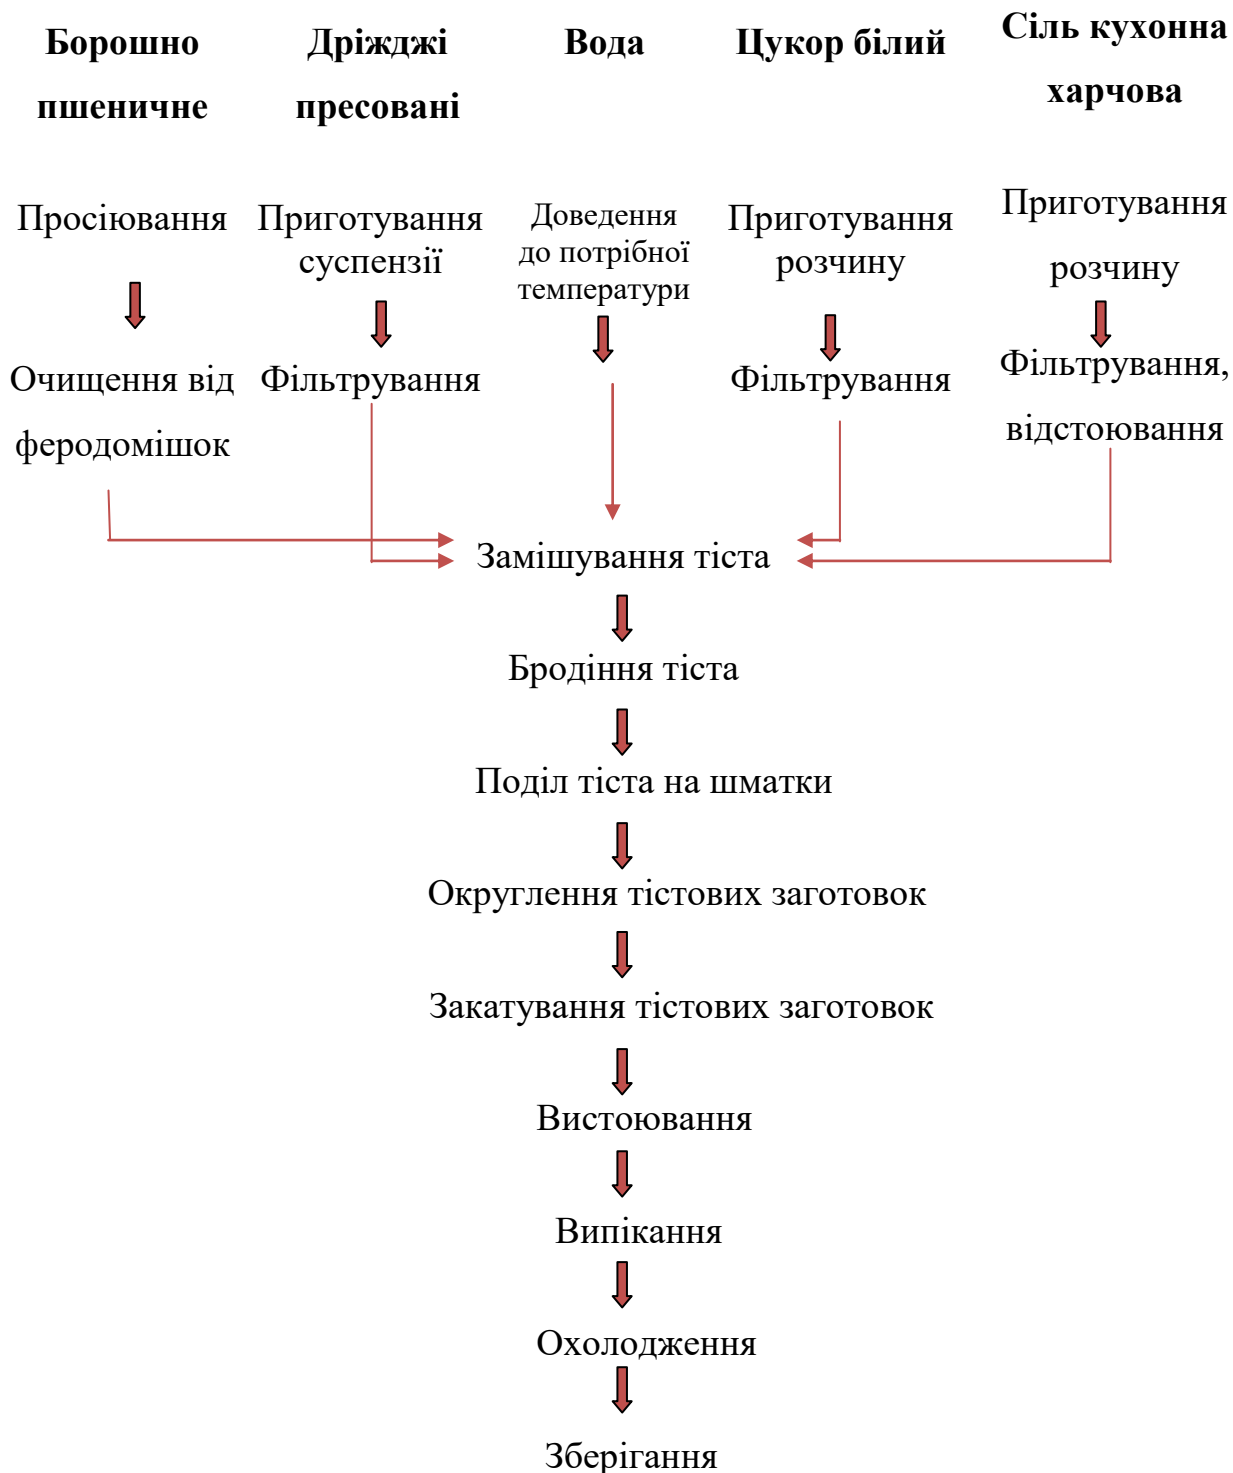 Борошно
пшеничне
Дріжджі
пресовані
Вода
Цукор білий
Сіль кухонна
харчова
Просіювання
Приготування
суспензії
Доведення
до потрібної
температури
Приготування
розчину
Приготування
розчину
Очищення від
феродомішок
Фільтрування
Фільтрування
Фільтрування,
відстоювання
Замішування тіста
Бродіння тіста
Поділ тіста на шматки
Округлення тістових заготовок
Закатування тістових заготовок
Вистоювання
Випікання
Охолодження
Зберігання